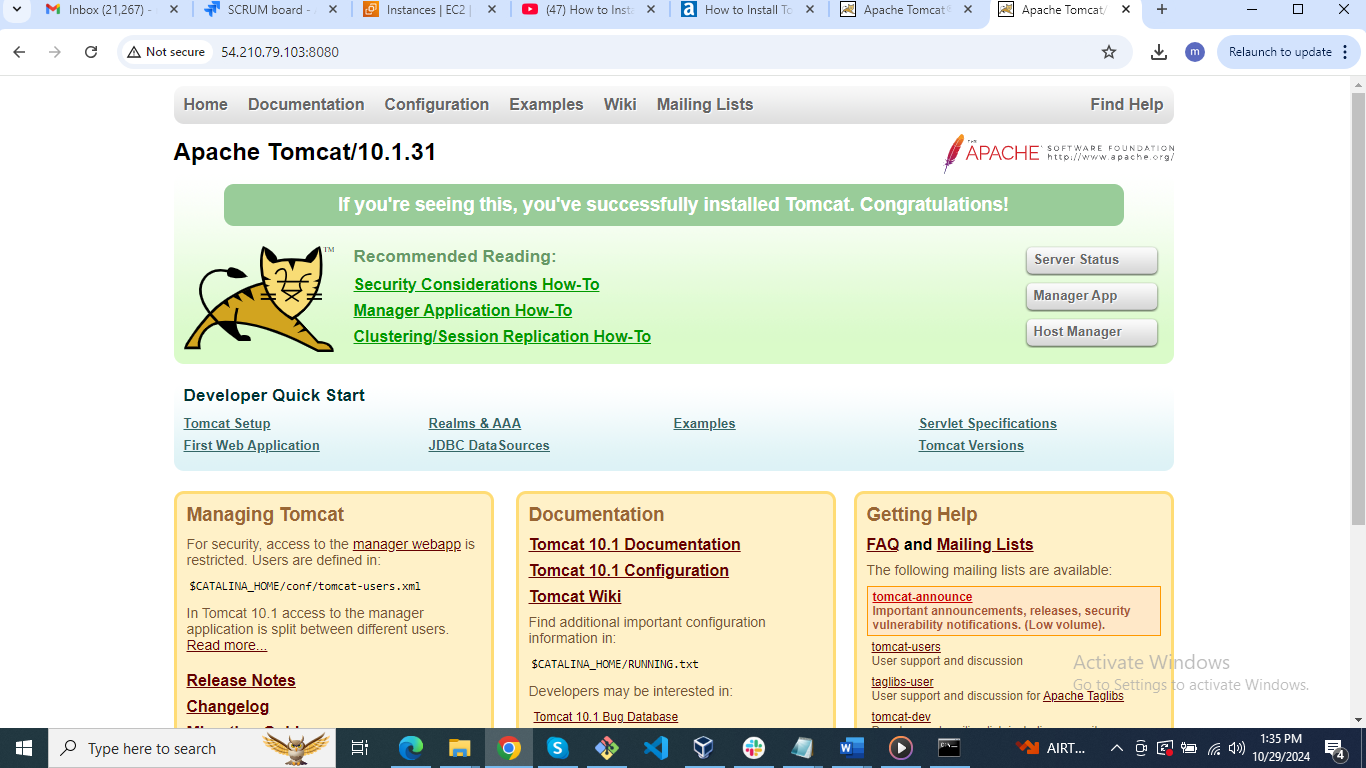 Inbox (21,267) -
SCRUM board -
Instances | EC2 |
(47) How to Insta
How to Install To
Apache Tomcat
Apache Tomcat/
Not secure 54.210.79.103:8080
m
Relaunch to update
Home Documentation Configuration Examples Wiki Mailing Lists Find Help
Apache Tomcat/10.1.31
THE APACHE SOFTWARE FOUNDATION
http://www.apache.org/
If you're seeing this, you've successfully installed Tomcat. Congratulations!
TM
Recommended Reading:
Security Considerations How-To
Manager Application How-To
Clustering/Session Replication How-To
Server Status
Manager App
Host Manager
Developer Quick Start
Tomcat Setup
First Web Application
Realms & AAA
JDBC DataSources
Examples
Servlet Specifications
Tomcat Versions
Managing Tomcat
For security, access to the manager webapp is
restricted. Users are defined in:
$CATALINA_HOME/conf/tomcat-users.xml
In Tomcat 10.1 access to the manager
application is split between different users.
Read more...
Release Notes
Changelog
Documentation
Tomcat 10.1 Documentation
Tomcat 10.1 Configuration
Tomcat Wiki
Find additional important configuration
information in:
$CATALINA_HOME/RUNNING.txt
Developers may be interested in:
Tomcat 10.1 Bug Database
Getting Help
FAQ and Mailing Lists
The following mailing lists are available:
tomcat-announce
Important announcements, releases, security
vulnerability notifications. (Low volume).
tomcat-users
User support and discussion
taglibs-user
User support and discussion for Apache Taglibs
tomcat-dev
Activate Windows
Go to Settings to activate Windows.
Type here to search
AIRT...
1:35 PM
10/29/2024
4